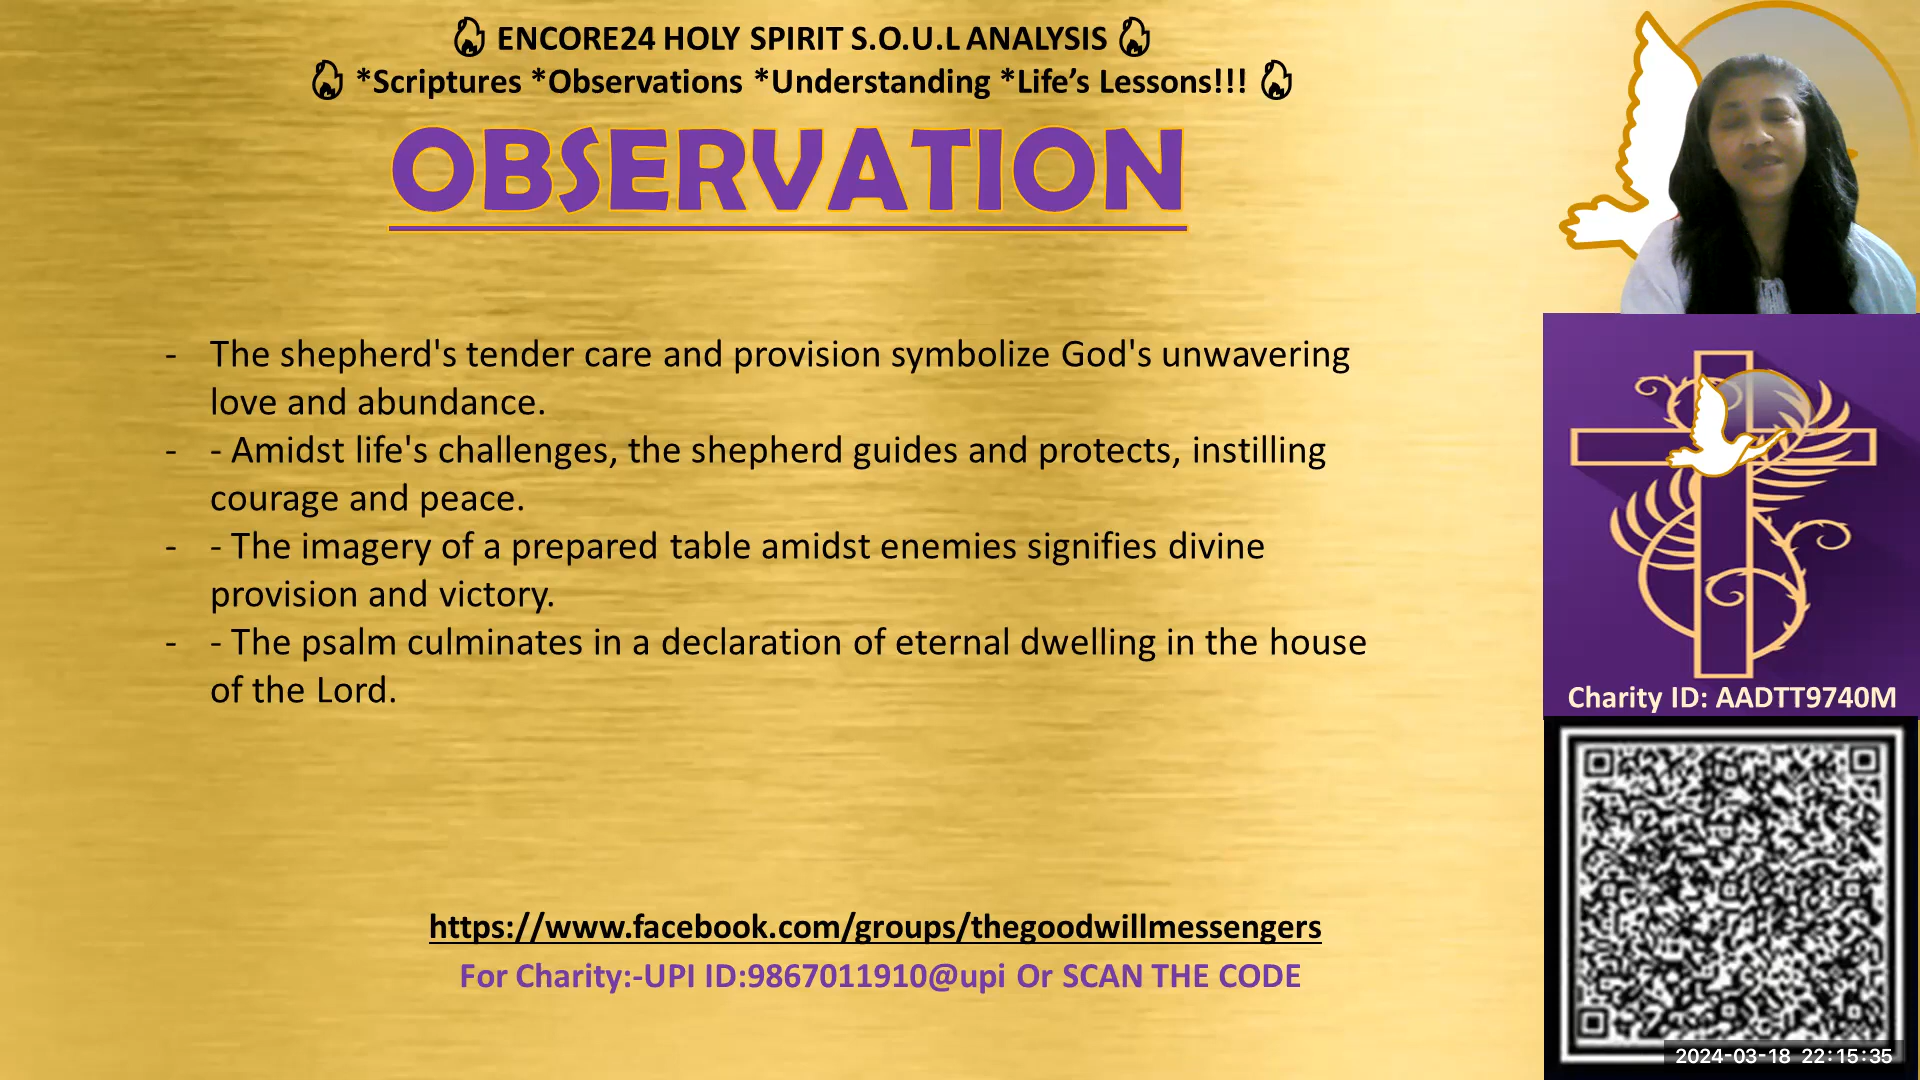 ENCORE24 HOLY SPIRIT S.O.U.L ANALYSIS
*Scriptures *Observations *Understanding *Life’s Lessons!!!
OBSERVATION
- The shepherd's tender care and provision symbolize God's unwavering
love and abundance.
- - Amidst life's challenges, the shepherd guides and protects, instilling
courage and peace.
- - The imagery of a prepared table amidst enemies signifies divine
provision and victory.
- - The psalm culminates in a declaration of eternal dwelling in the house
of the Lord.
https://www.facebook.com/groups/thegoodwillmessengers
For Charity:-UPI ID:9867011910@upi Or SCAN THE CODE
Charity ID: AADTT9740M
2024-03-18 22:15:35